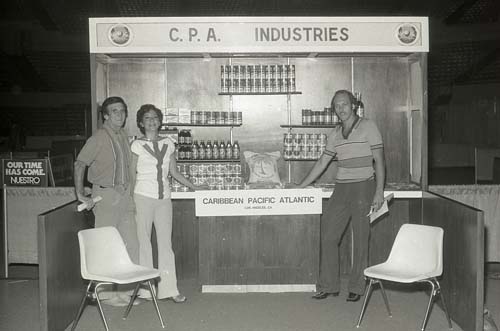 C. P. A. INDUSTRIES
OUR TIME
HAS COME.
NUESTRO
CARIBBEAN PACIFIC ATLANTIC
LOS ANGELES, CA